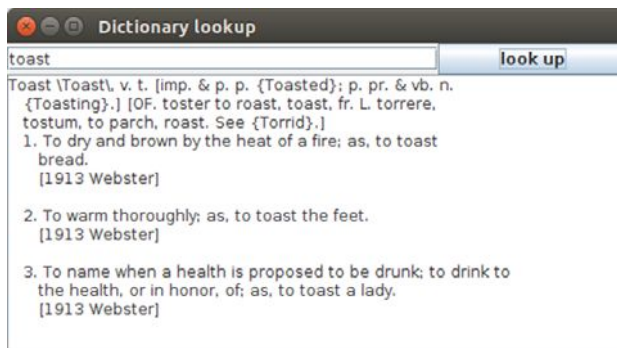 Dictionary lookup
toast
look up
Toast \Toast\, v. t. [imp. & p. p. {Toasted}; p. pr. & vb. n.
{Toasting}.] [OF. toster to roast, toast, fr. L. torrere,
tostum, to parch, roast. See {Torrid}.]
1. To dry and brown by the heat of a fire; as, to toast
bread.
[1913 Webster]
2. To warm thoroughly; as, to toast the feet.
[1913 Webster]
3. To name when a health is proposed to be drunk; to drink to
the health, or in honor, of; as, to toast a lady.
[1913 Webster]